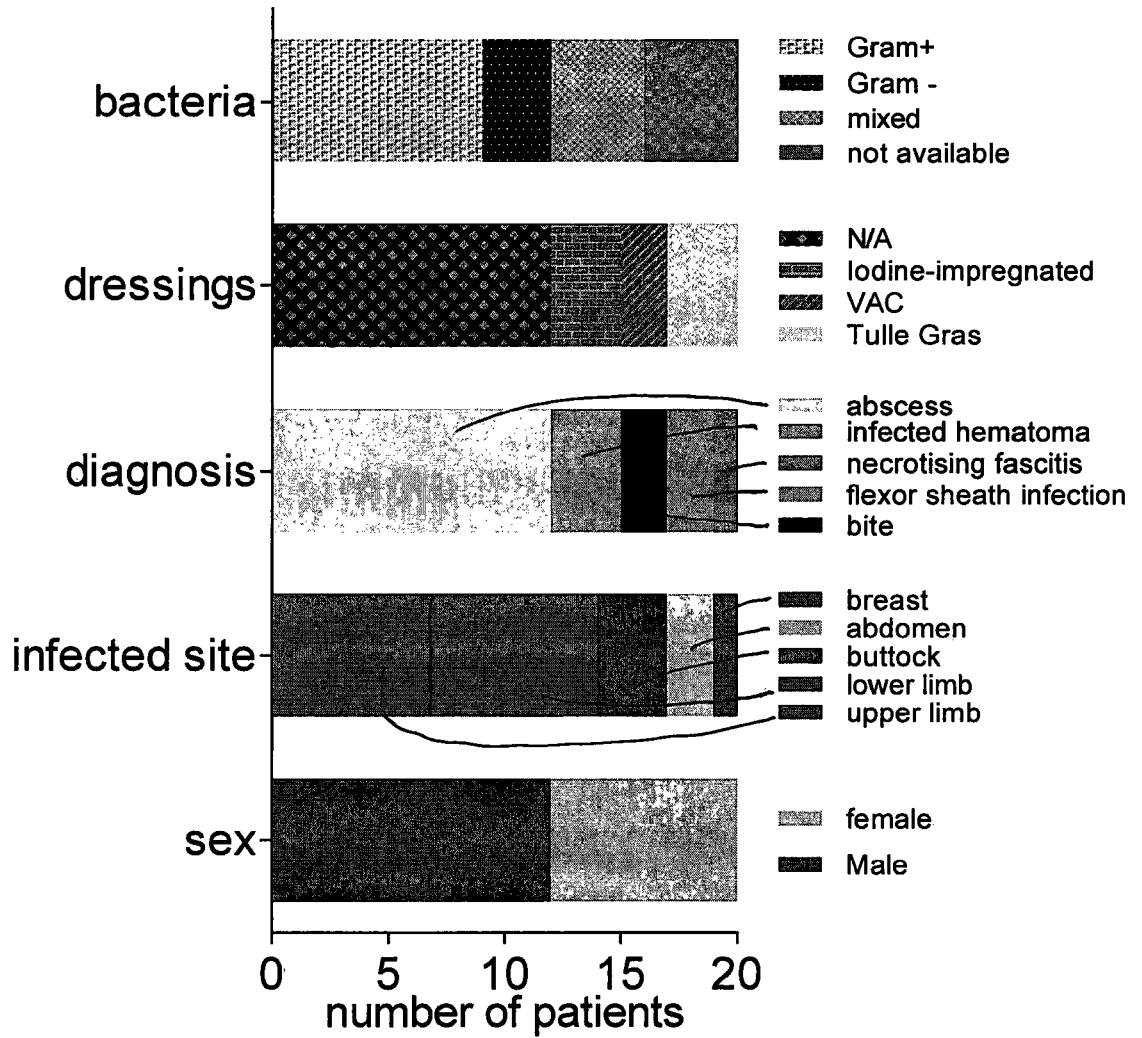 bacteria
Gram+
Gram -
mixed
not available
dressings
N/A
Iodine-impregnated
VAC
Tulle Gras
diagnosis
abscess
infected hematoma
necrotising fascitis
flexor sheath infection
bite
infected site
breast
abdomen
buttock
lower limb
upper limb
sex
female
Male
0 5 10 15 20
number of patients